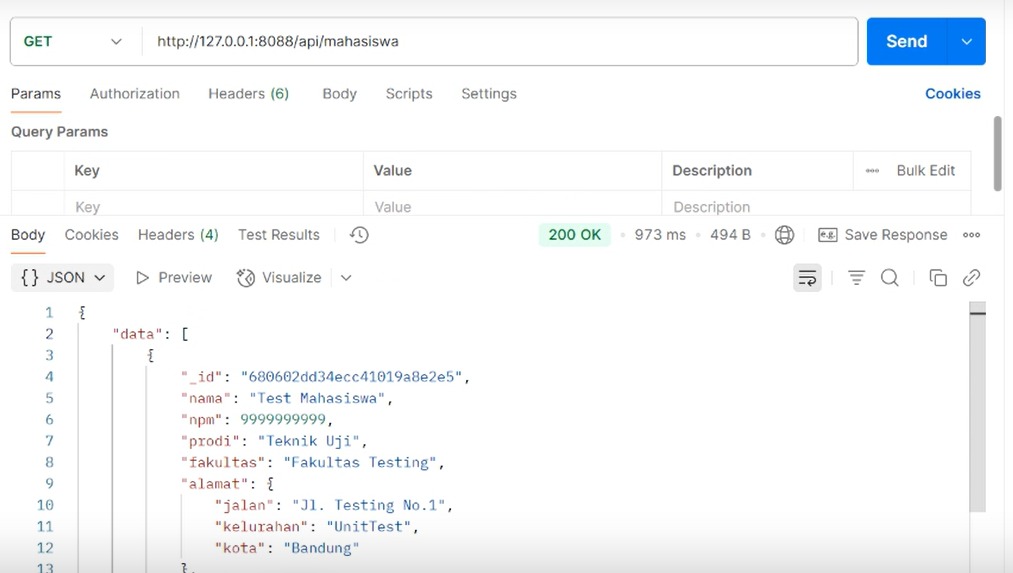 GET http://127.0.0.1:8088/api/mahasiswa Send
Params Authorization Headers (6) Body Scripts Settings Cookies
Query Params
Key Value Description Bulk Edit
Key Value Description
Body Cookies Headers (4) Test Results 200 OK • 973 ms • 494 B • e.g. Save Response
{} JSON Preview Visualize
1 {
2 "data": [
3 {
4 "_id": "680602dd34ecc41019a8e2e5",
5 "nama": "Test Mahasiswa",
6 "npm": 9999999999,
7 "prodi": "Teknik Uji",
8 "fakultas": "Fakultas Testing",
9 "alamat": {
10 "jalan": "Jl. Testing No.1",
11 "kelurahan": "UnitTest",
12 "kota": "Bandung"
13 },